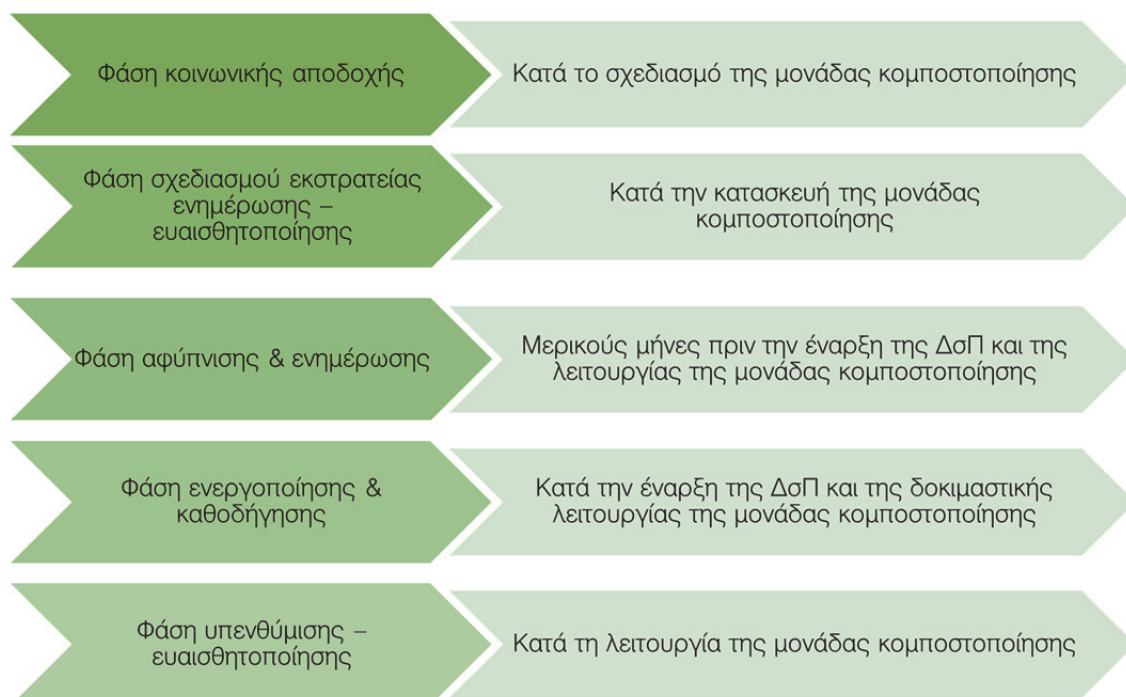 Φάση κοινωνικής αποδοχής
Κατά το σχεδιασμό της μονάδας κομποστοποίησης
Φάση σχεδιασμού εκστρατείας
ενημέρωσης –
ευαισθητοποίησης
Κατά την κατασκευή της μονάδας
κομποστοποίησης
Φάση αφύπνισης & ενημέρωσης
Μερικούς μήνες πριν την έναρξη της ΔσΠ και της
λειτουργίας της μονάδας κομποστοποίησης
Φάση ενεργοποίησης &
καθοδήγησης
Κατά την έναρξη της ΔσΠ και της δοκιμαστικής
λειτουργίας της μονάδας κομποστοποίησης
Φάση υπενθύμισης –
ευαισθητοποίησης
Κατά τη λειτουργία της μονάδας κομποστοποίησης